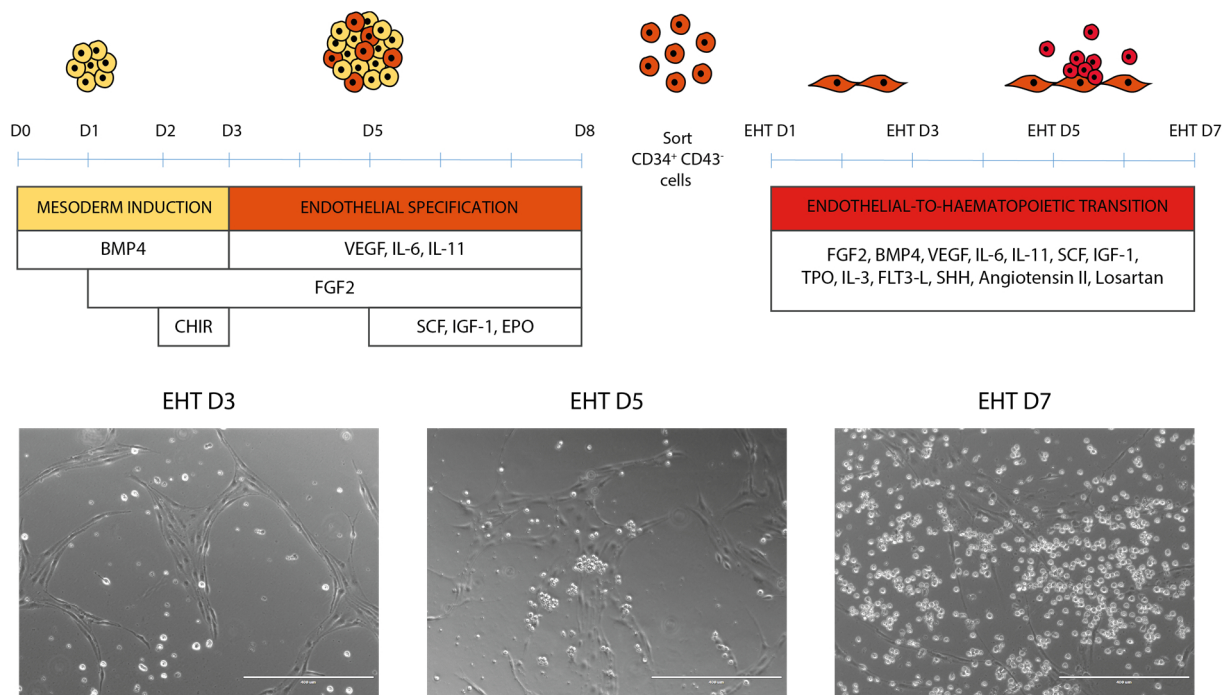 D0 D1 D2 D3 D5 D8
Sort
CD34⁺ CD43⁻
cells
EHT D1 EHT D3 EHT D5 EHT D7
MESODERM INDUCTION
ENDOTHELIAL SPECIFICATION
ENDOTHELIAL-TO-HAEMATOPOIETIC TRANSITION
BMP4
VEGF, IL-6, IL-11
FGF2
CHIR
SCF, IGF-1, EPO
FGF2, BMP4, VEGF, IL-6, IL-11, SCF, IGF-1,
TPO, IL-3, FLT3-L, SHH, Angiotensin II, Losartan
EHT D3
EHT D5
EHT D7